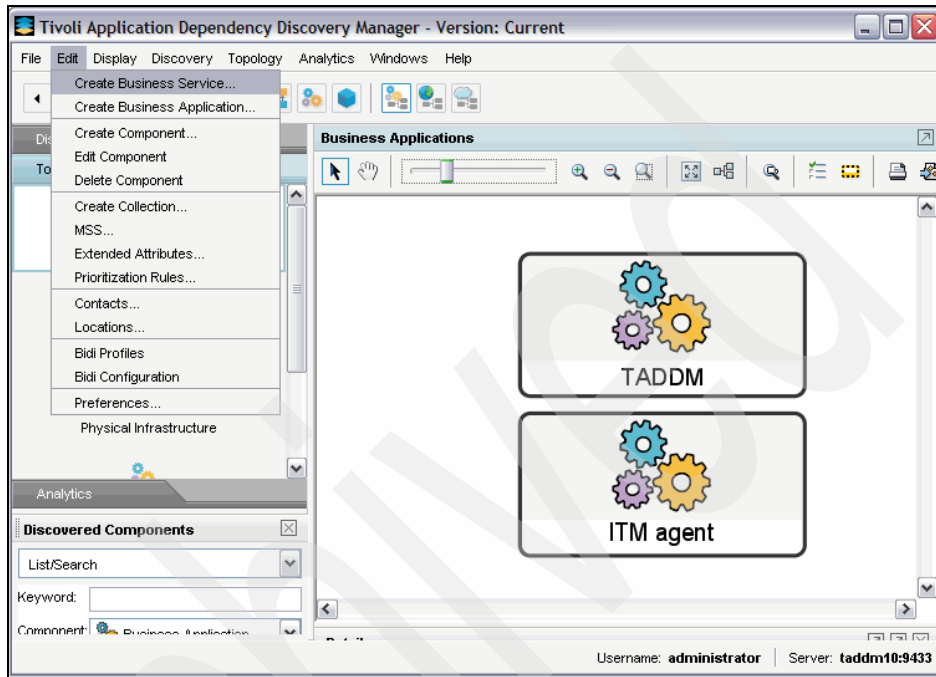 Tivoli Application Dependency Discovery Manager - Version: Current
File Edit Display Discovery Topology Analytics Windows Help
Create Business Service...
Create Business Application...
Create Component...
Edit Component
Delete Component
Create Collection...
MSS...
Extended Attributes...
Prioritization Rules...
Contacts...
Locations...
Bidi Profiles
Bidi Configuration
Preferences...
Physical Infrastructure
Analytics
Discovered Components
List/Search
Keyword:
Component: Business Application
Business Applications
TADDM
ITM agent
Username: administrator Server: taddm10:9433